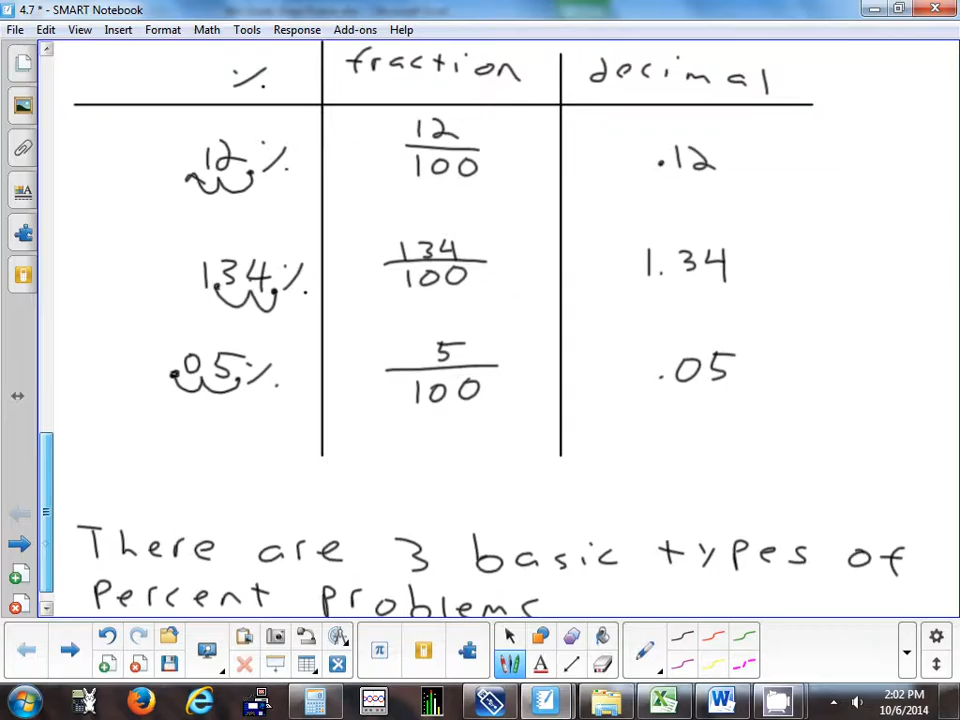 4.7 * - SMART Notebook
File Edit View Insert Format Math Tools Response Add-ons Help
% fraction decimal
12% 12/100 .12
134% 134/100 1.34
.05% 5/100 .05
There are 3 basic types of
percent problems
2:02 PM
10/6/2014